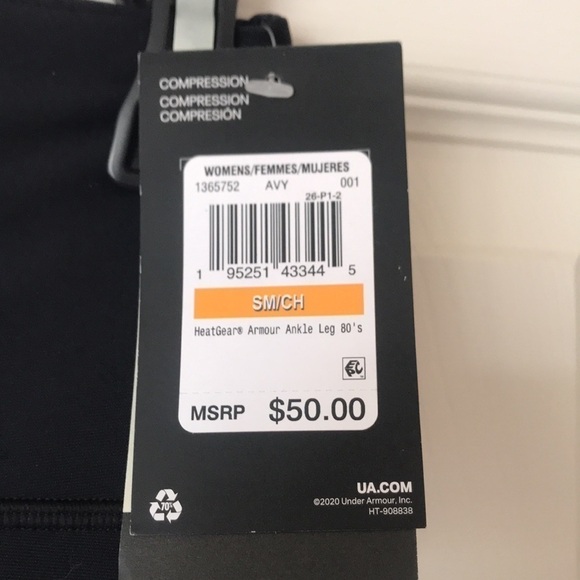 COMPRESSION
COMPRESSION
COMPRESIÓN
WOMENS/FEMMES/MUJERES
1365752 AVY 001
26-P1-2
1 95251 43344 5
SM/CH
HeatGear® Armour Ankle Leg 80's
MSRP $50.00
70%
UA.COM
©2020 Under Armour, Inc.
HT-908838